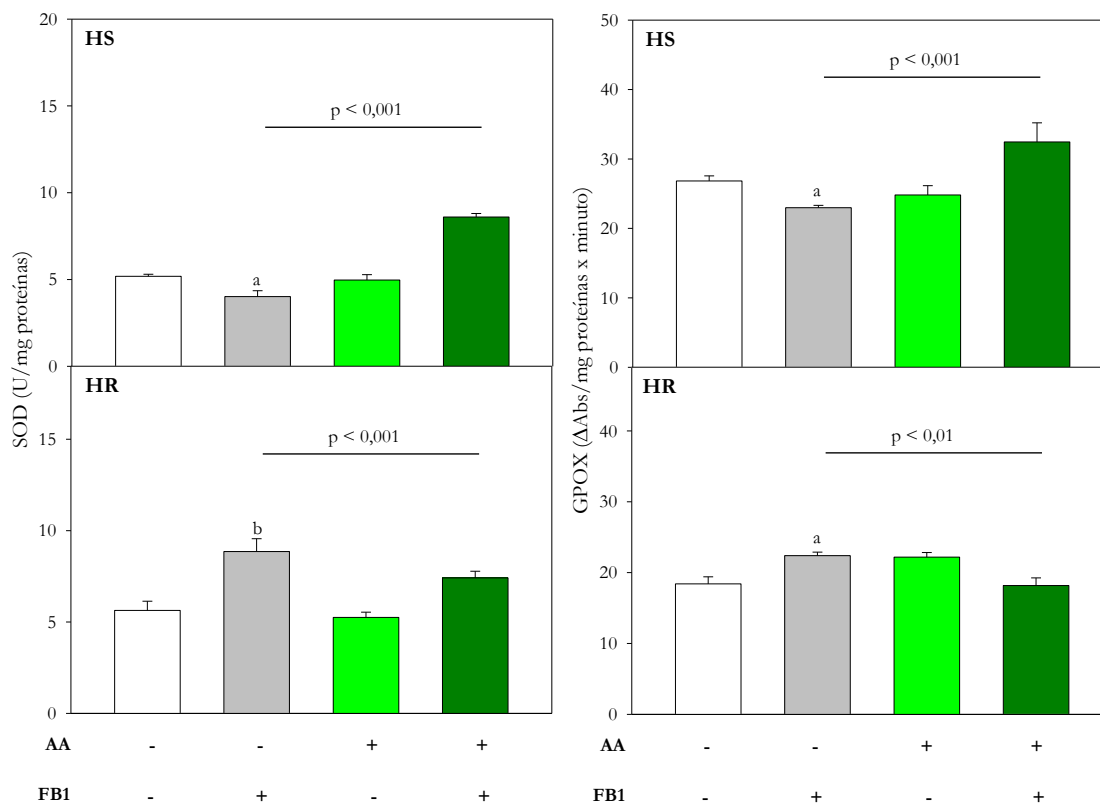 HS
20
15
10
5
0
p < 0,001
a
HR
15
10
5
0
p < 0,001
b
SOD (U/mg proteínas)
AA - - + +
FB1 - + - +
HS
50
40
30
20
10
0
p < 0,001
a
HR
40
30
20
10
0
p < 0,01
a
GPOX (ΔAbs/mg proteínas x minuto)
AA - - + +
FB1 - + - +